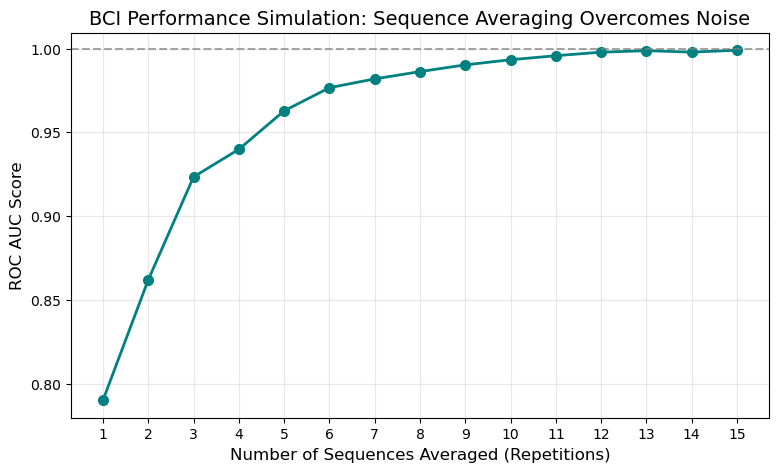 BCI Performance Simulation: Sequence Averaging Overcomes Noise
ROC AUC Score
1.00
0.95
0.90
0.85
0.80
1 2 3 4 5 6 7 8 9 10 11 12 13 14 15
Number of Sequences Averaged (Repetitions)